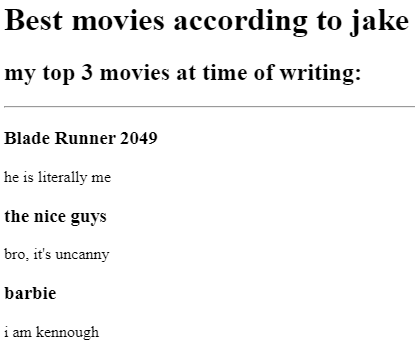 Best movies according to jake
my top 3 movies at time of writing:
Blade Runner 2049
he is literally me
the nice guys
bro, it's uncanny
barbie
i am kennough